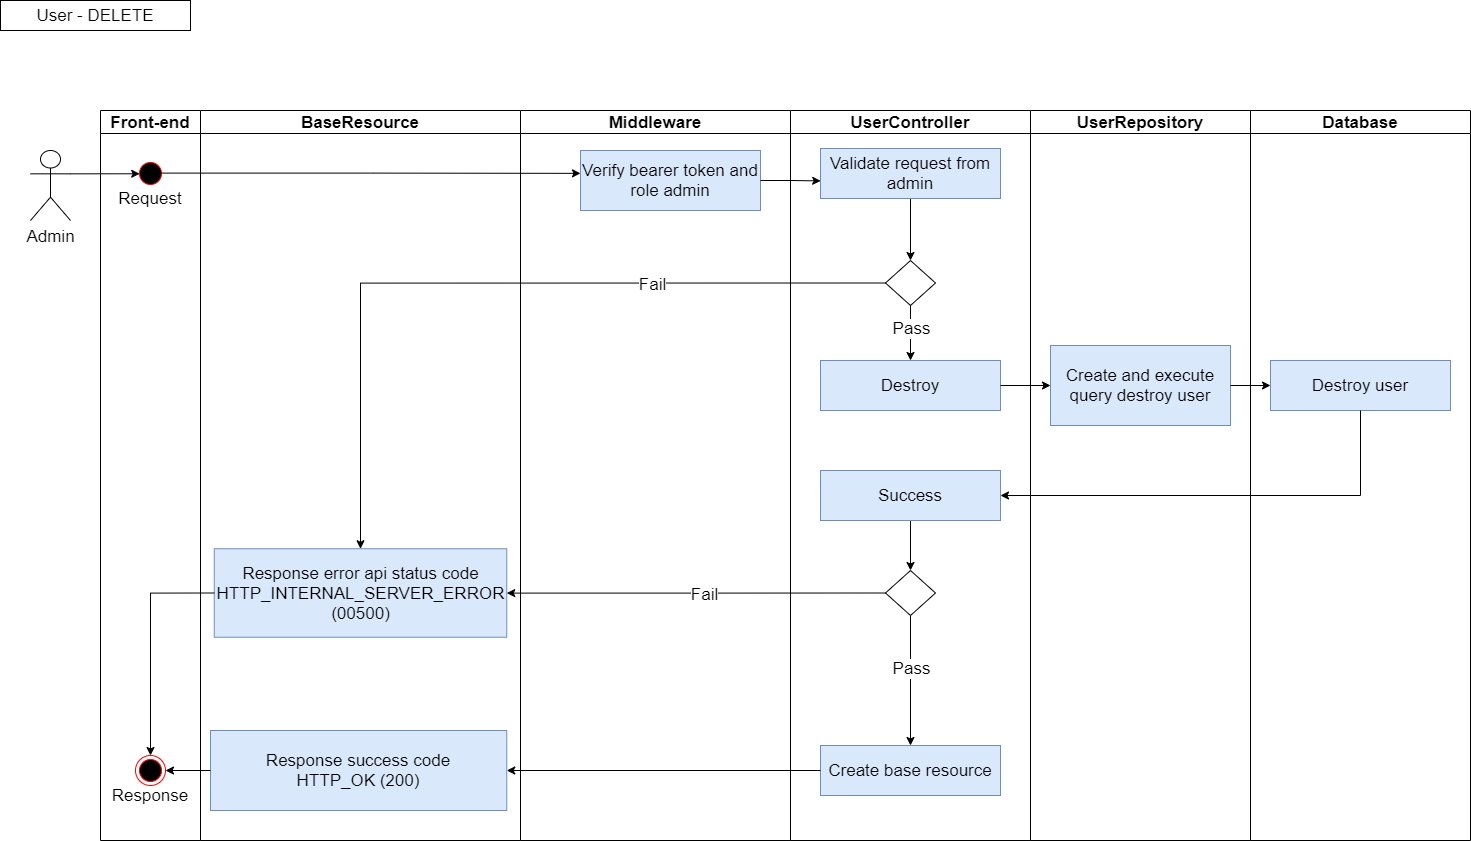 User - DELETE
Front-end
BaseResource
Middleware
UserController
UserRepository
Database
Admin
Request
Verify bearer token and
role admin
Validate request from
admin
Fail
Pass
Destroy
Create and execute
query destroy user
Destroy user
Success
Response error api status code
HTTP_INTERNAL_SERVER_ERROR
(00500)
Fail
Pass
Response success code
HTTP_OK (200)
Create base resource
Response